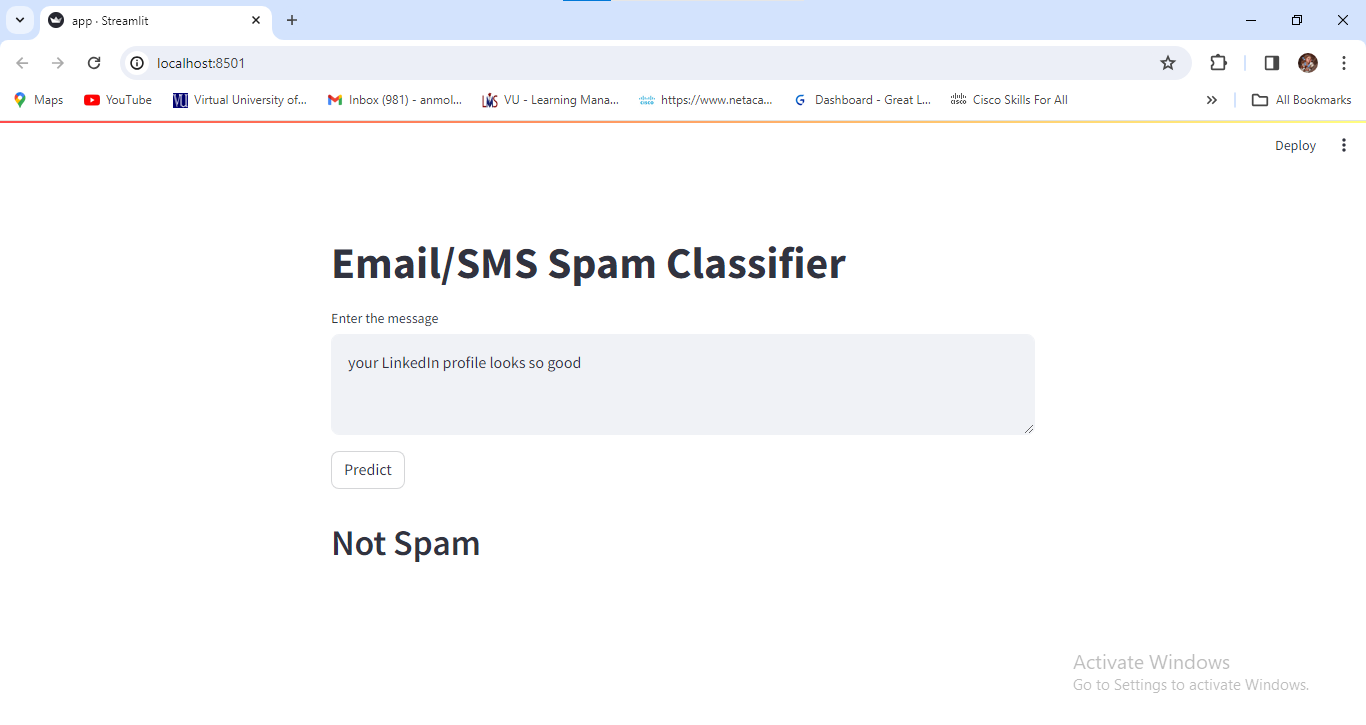 app · Streamlit
localhost:8501
Maps
YouTube
Virtual University of...
Inbox (981) - anmol...
VU - Learning Mana...
https://www.netaca...
Dashboard - Great L...
Cisco Skills For All
All Bookmarks
Deploy
Email/SMS Spam Classifier
Enter the message
your LinkedIn profile looks so good
Predict
Not Spam
Activate Windows
Go to Settings to activate Windows.